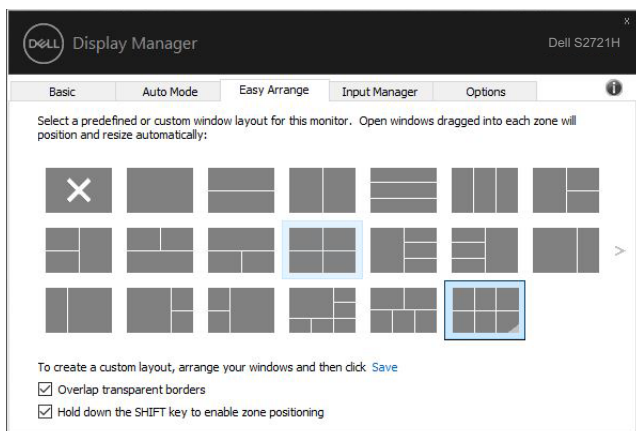 x
DELL Display Manager Dell S2721H
Basic Auto Mode Easy Arrange Input Manager Options i
Select a predefined or custom window layout for this monitor. Open windows dragged into each zone will
position and resize automatically:
>
To create a custom layout, arrange your windows and then click Save
Overlap transparent borders
Hold down the SHIFT key to enable zone positioning